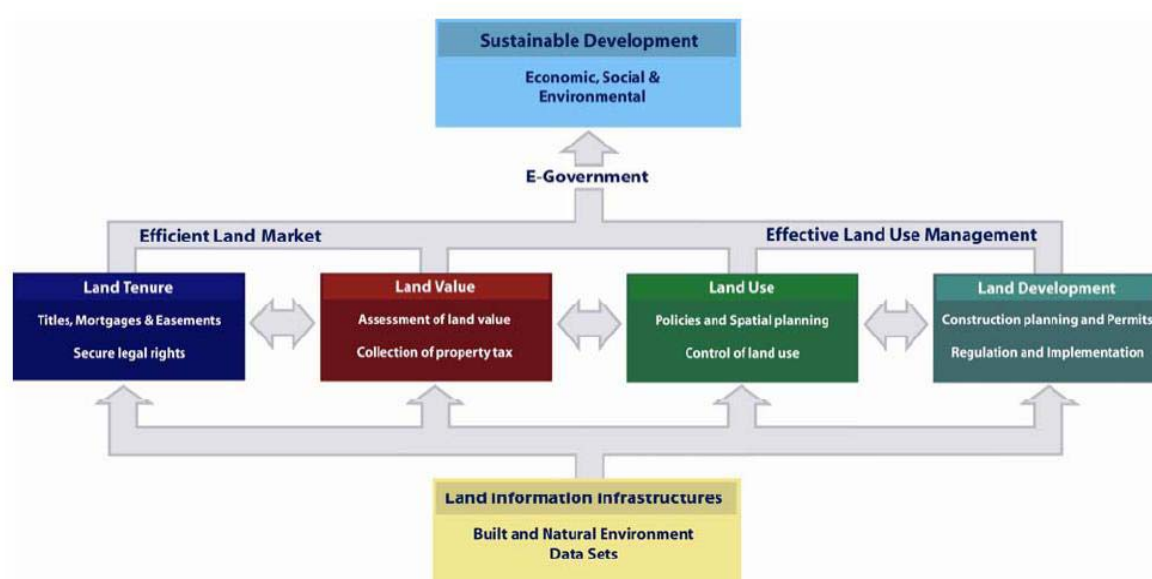 Sustainable Development
Economic, Social &
Environmental
E-Government
Efficient Land Market
Effective Land Use Management
Land Tenure
Titles, Mortgages & Easements
Secure legal rights
Land Value
Assessment of land value
Collection of property tax
Land Use
Policies and Spatial planning
Control of land use
Land Development
Construction planning and Permits
Regulation and Implementation
Land Information Infrastructures
Built and Natural Environment
Data Sets